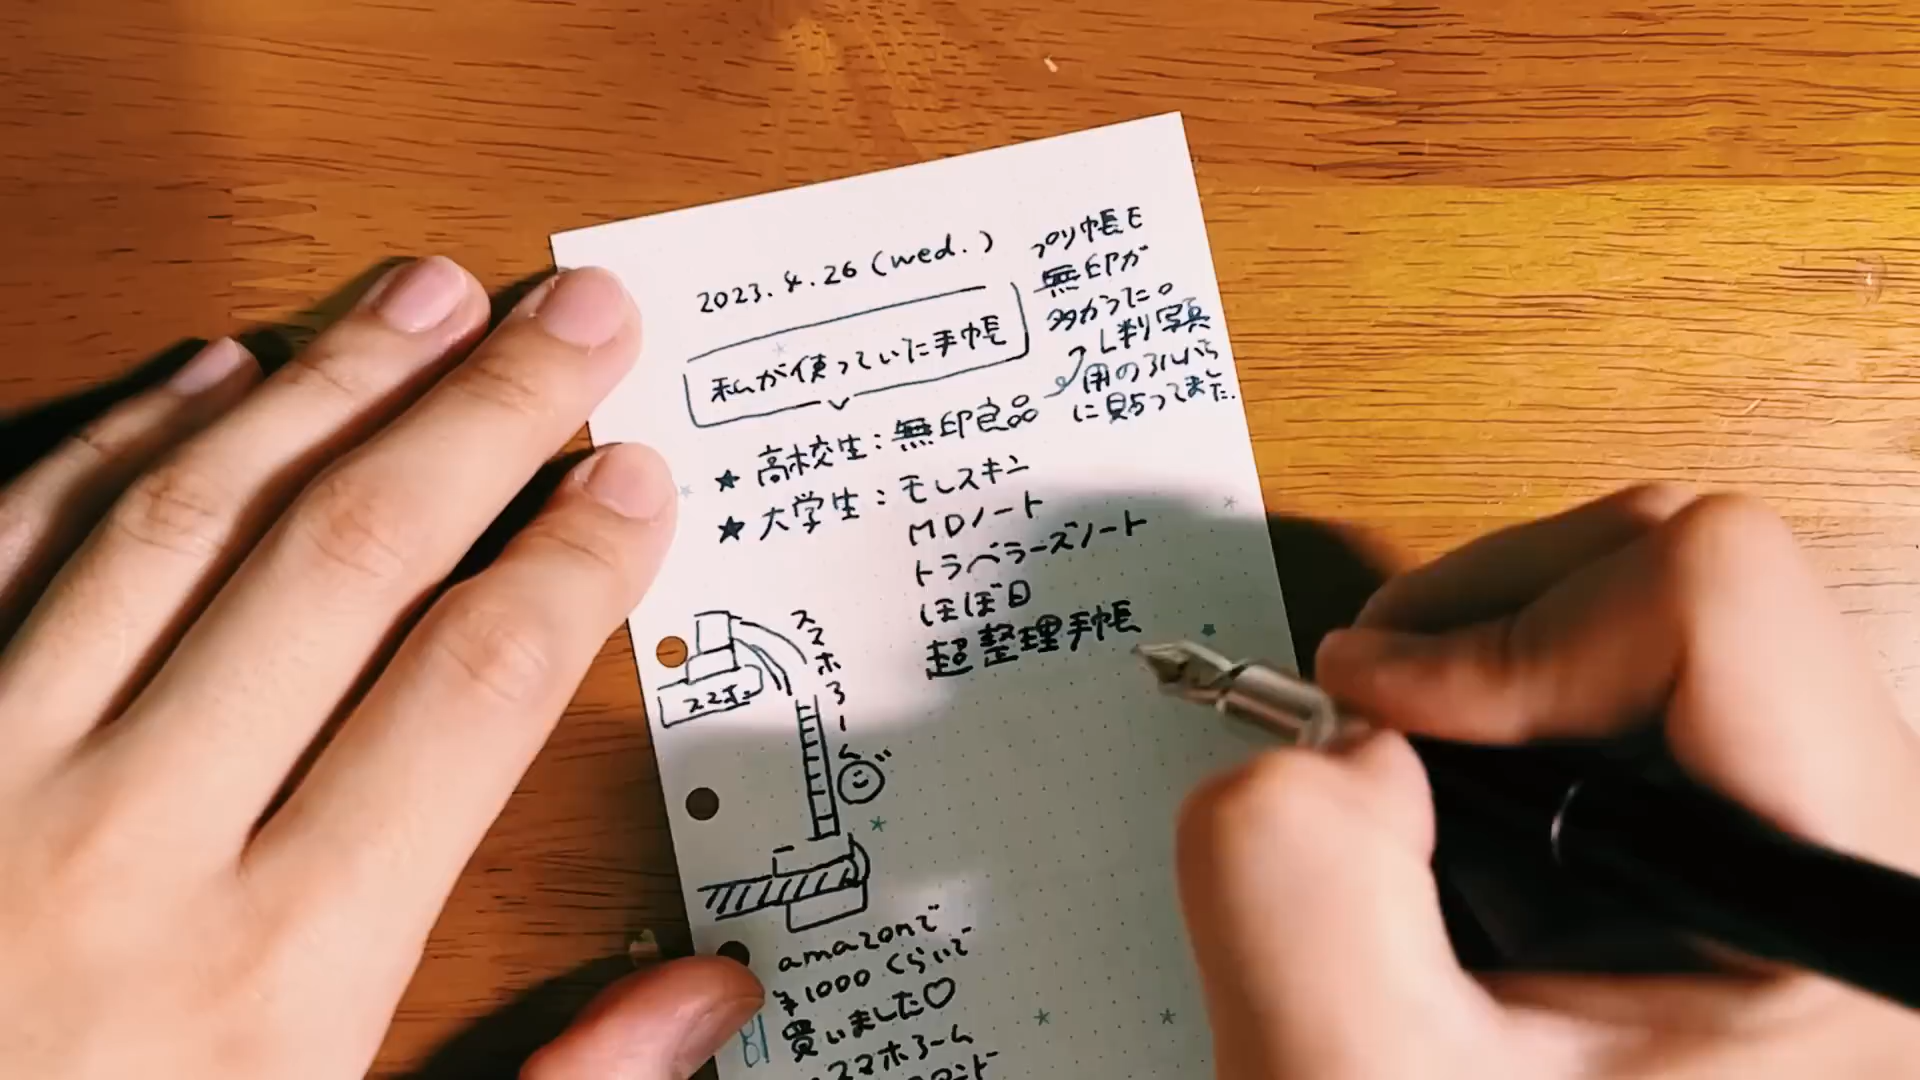 2023.4.26(wed.)
私が使っていた手帳
★高校生:無印良品
プリ帳も
無印が
多かった。
L判写真
用のアルバム
に貼ってました.
★大学生:モレスキン
MDノート
トラベラーズノート
ほぼ日
超整理手帳
スマホアーム
スマホ
amazonで
¥1000くらいで
買いました♡
スマホアーム